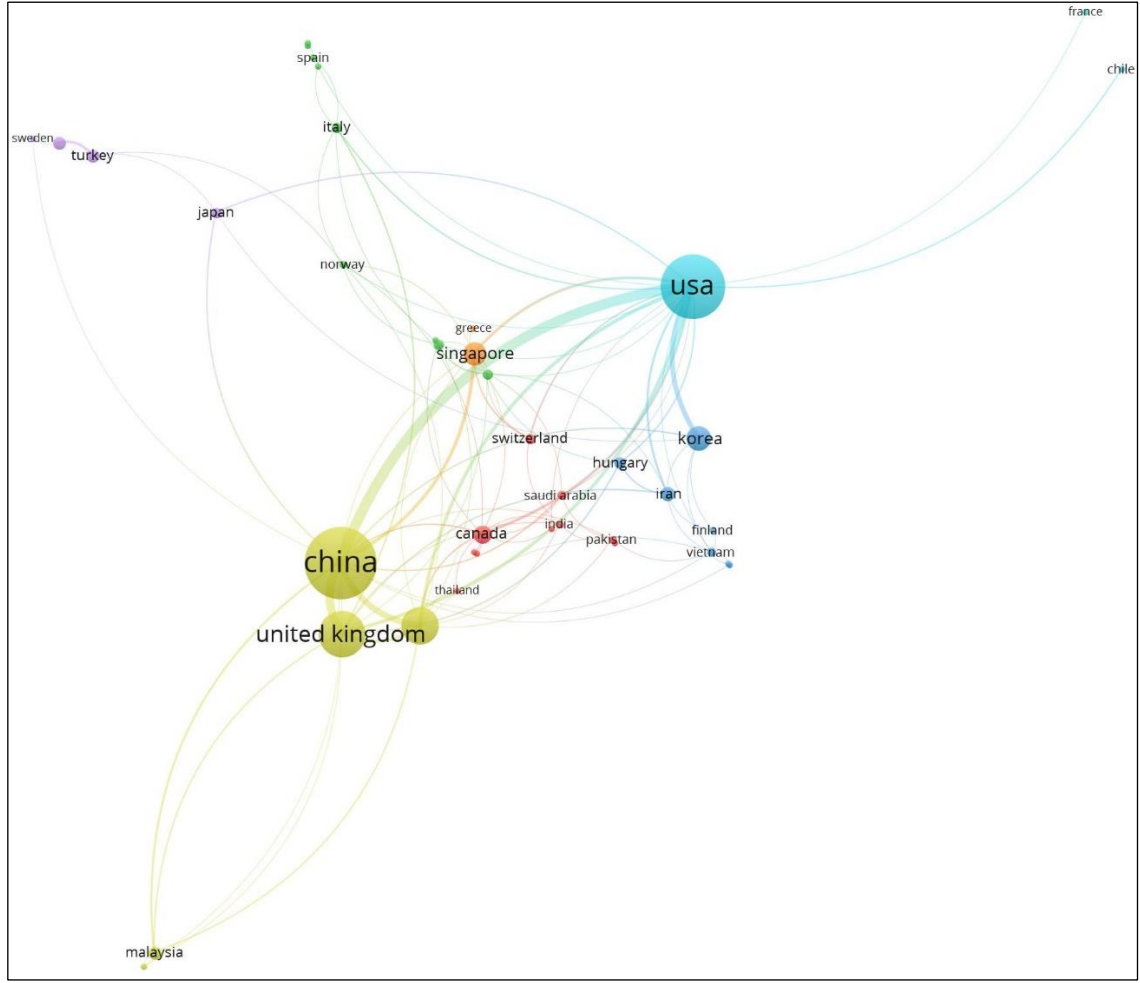 france
spain
chile
italy
sweden
turkey
japan
norway
usa
greece
singapore
switzerland
korea
hungary
saudi arabia
iran
india
canada
finland
pakistan
vietnam
china
thailand
united kingdom
malaysia